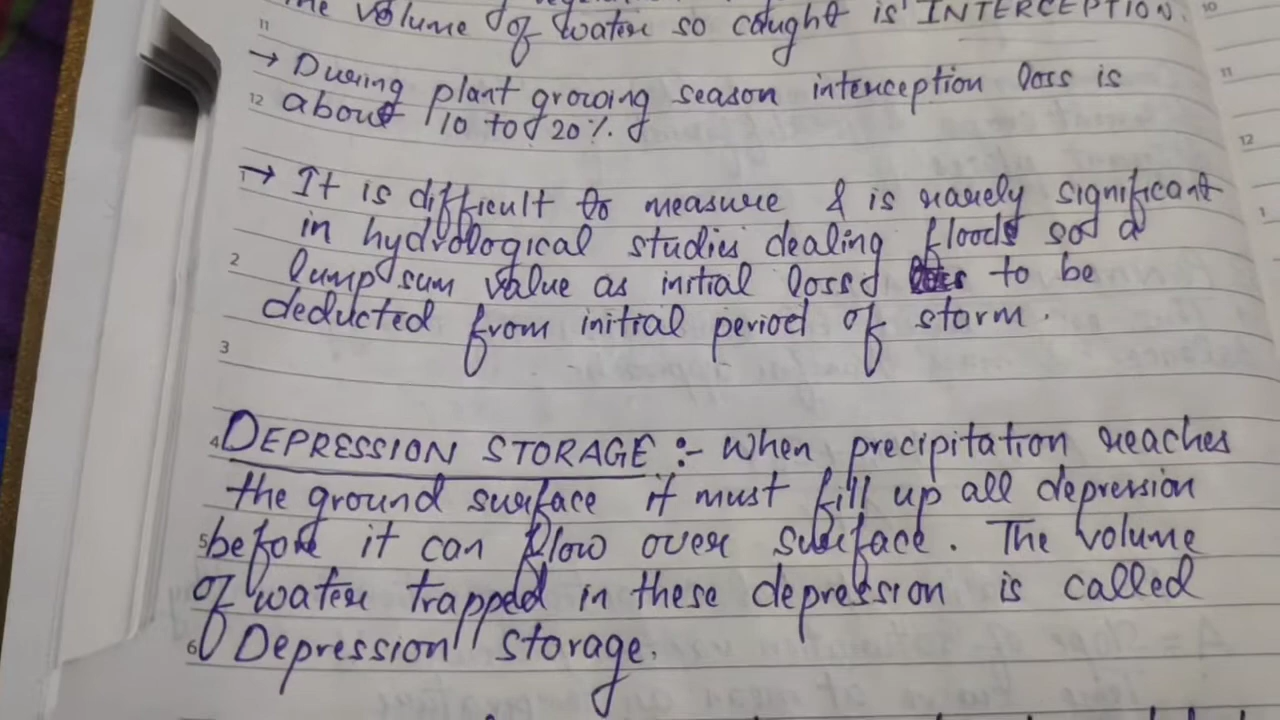 the volume of water so caught is INTERCEPTION.
→ During plant growing season interception loss is
about 10 to 20%.
→ It is difficult to measure & is rarely significant
in hydrological studies dealing floods so a
lump sum value as initial loss to be
deducted from initial period of storm.
DEPRESSION STORAGE :- When precipitation reaches
the ground surface it must fill up all depression
before it can flow over surface. The volume
of water trapped in these depression is called
Depression storage.